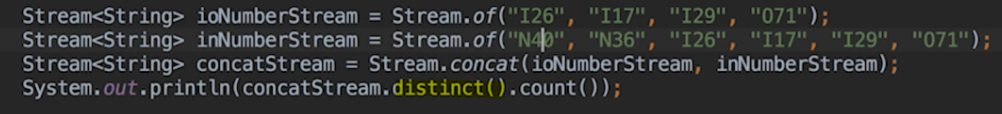 Stream<String> ioNumberStream = Stream.of("I26", "I17", "I29", "O71");
Stream<String> inNumberStream = Stream.of("N40", "N36", "I26", "I17", "I29", "O71");
Stream<String> concatStream = Stream.concat(ioNumberStream, inNumberStream);
System.out.println(concatStream.distinct().count());